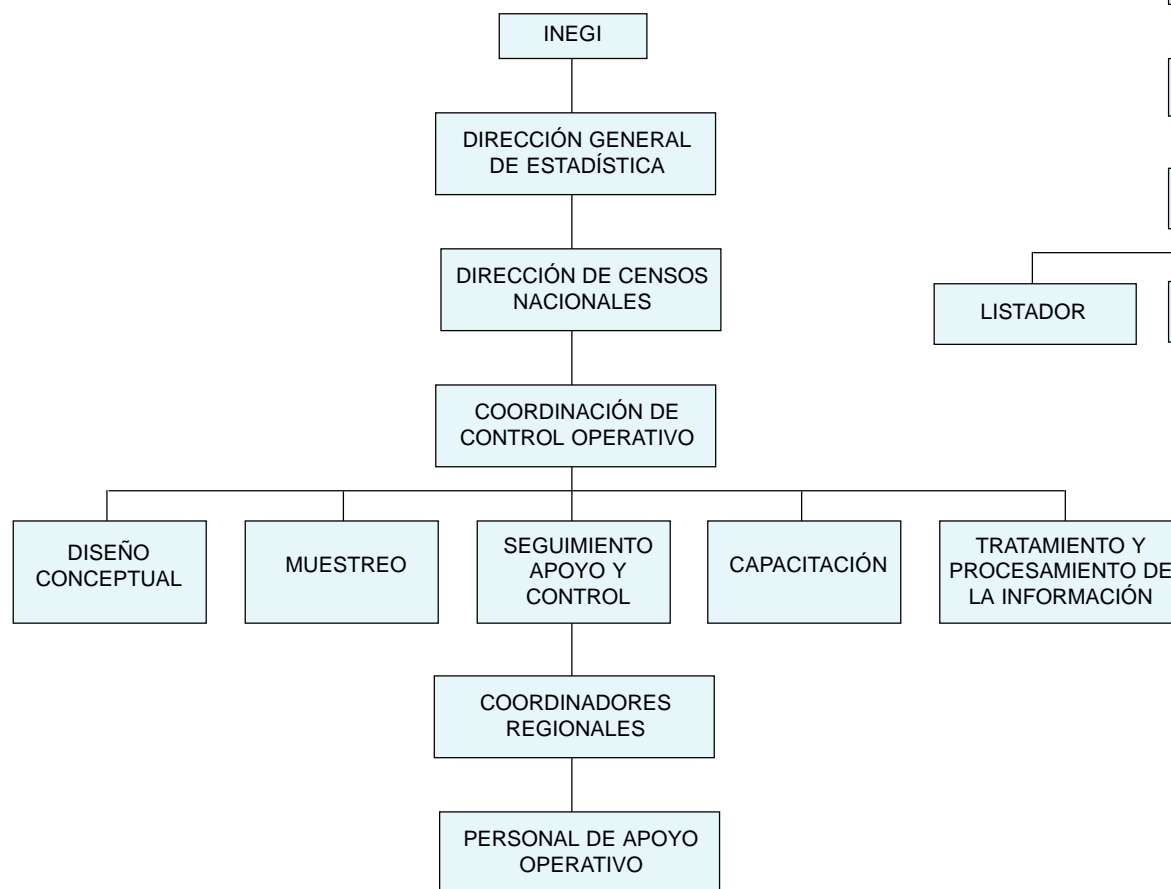 INEGI
DIRECCIÓN GENERAL
DE ESTADÍSTICA
DIRECCIÓN DE CENSOS
NACIONALES
LISTADOR
COORDINACIÓN DE
CONTROL OPERATIVO
DISEÑO
CONCEPTUAL
MUESTREO
SEGUIMIENTO
APOYO Y
CONTROL
CAPACITACIÓN
TRATAMIENTO Y
PROCESAMIENTO DE
LA INFORMACIÓN
COORDINADORES
REGIONALES
PERSONAL DE APOYO
OPERATIVO